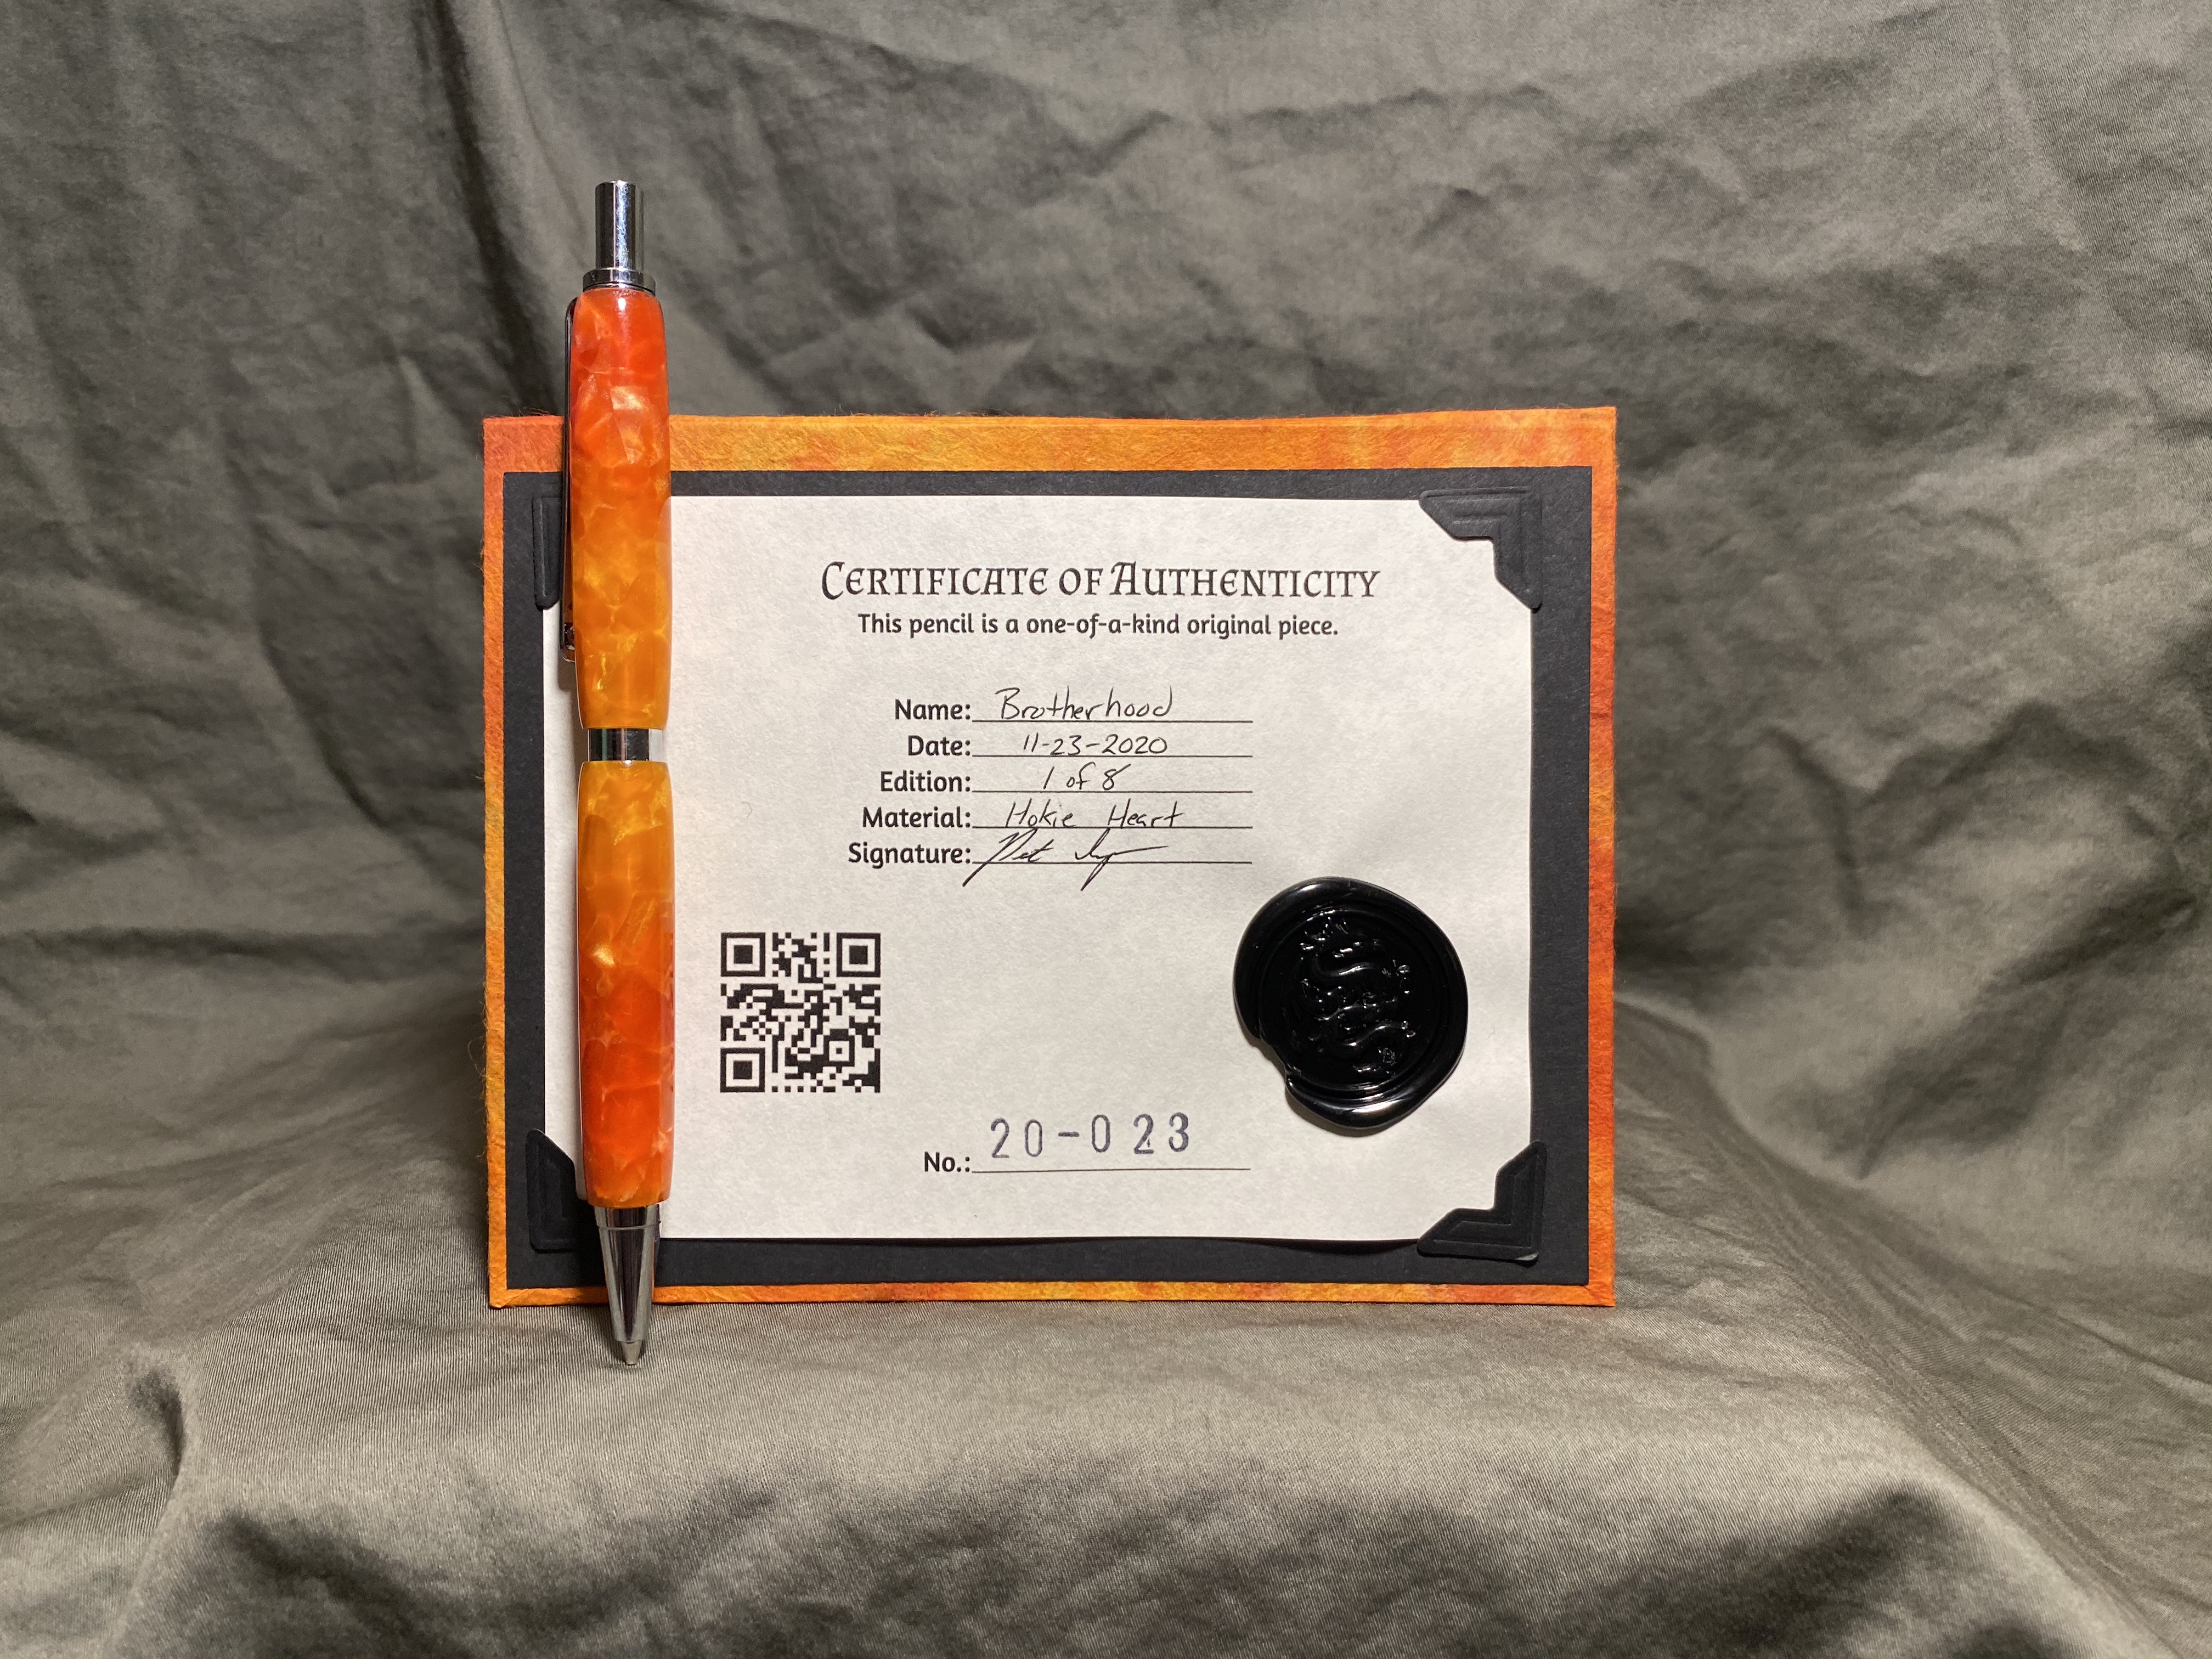 CERTIFICATE OF AUTHENTICITY
This pencil is a one-of-a-kind original piece.
Name: Brotherhood
Date: 11-23-2020
Edition: 1 of 8
Material: Hokie Heart
Signature:
No.: 20-023